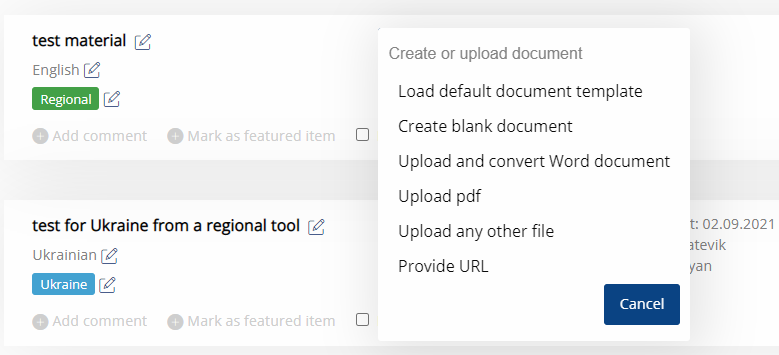 test material
English
Regional
Add comment Mark as featured item
Create or upload document
Load default document template
Create blank document
Upload and convert Word document
Upload pdf
Upload any other file
Provide URL
Cancel
test for Ukraine from a regional tool
Ukrainian
Ukraine
Add comment Mark as featured item
t: 02.09.2021
atevik
yan